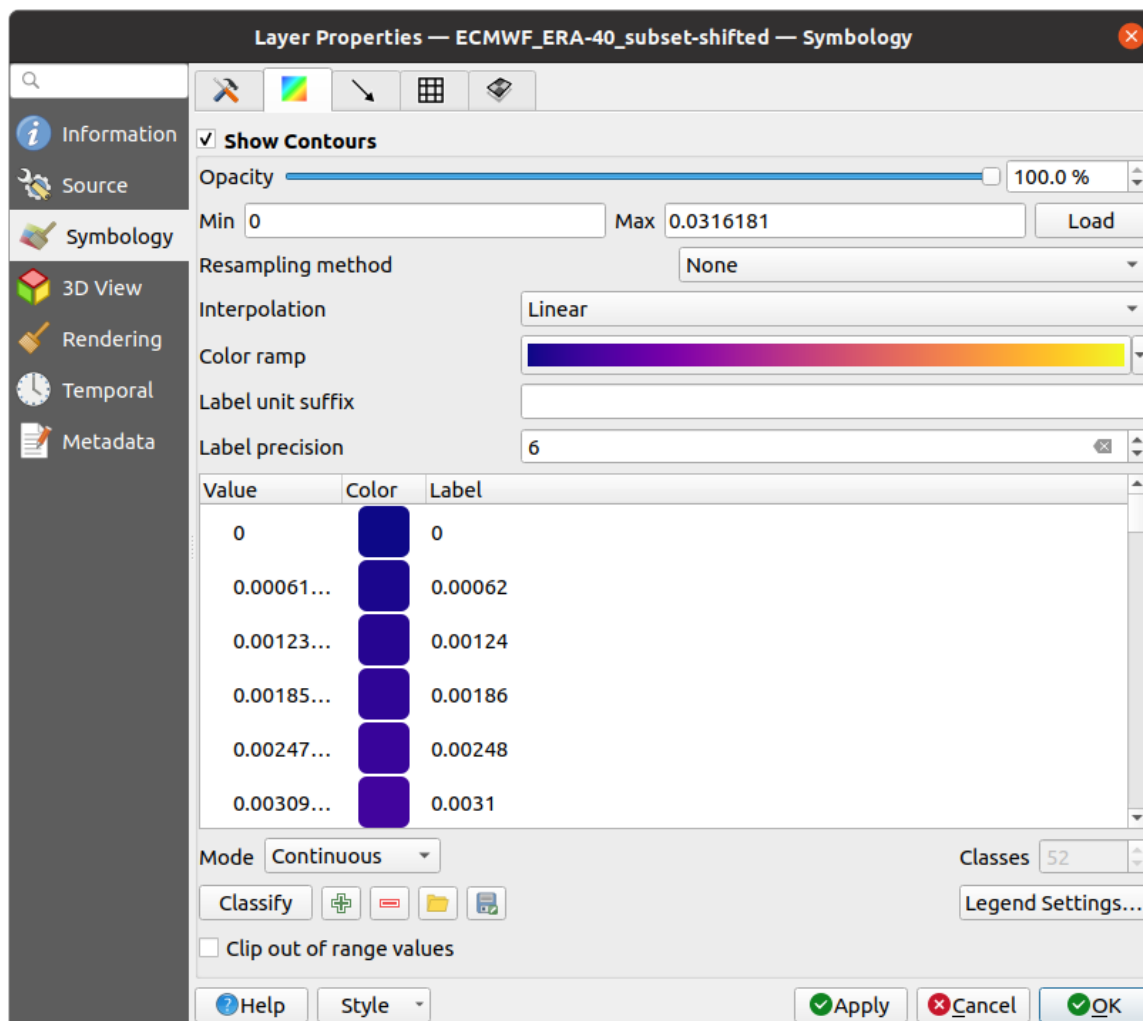 Layer Properties — ECMWF_ERA-40_subset-shifted — Symbology
Information
Source
Symbology
3D View
Rendering
Temporal
Metadata
Show Contours
Opacity 100.0 %
Min 0 Max 0.0316181 Load
Resampling method None
Interpolation Linear
Color ramp
Label unit suffix
Label precision 6
Value Color Label
0 0
0.00061... 0.00062
0.00123... 0.00124
0.00185... 0.00186
0.00247... 0.00248
0.00309... 0.0031
Mode Continuous Classes 52
Classify Legend Settings...
Clip out of range values
Help Style Apply Cancel OK